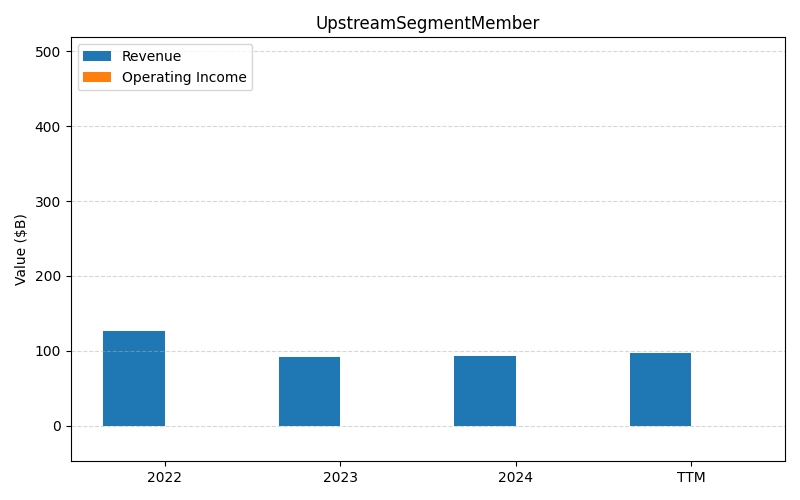 UpstreamSegmentMember
Revenue
Operating Income
Value ($B)
500
400
300
200
100
0
2022 2023 2024 TTM